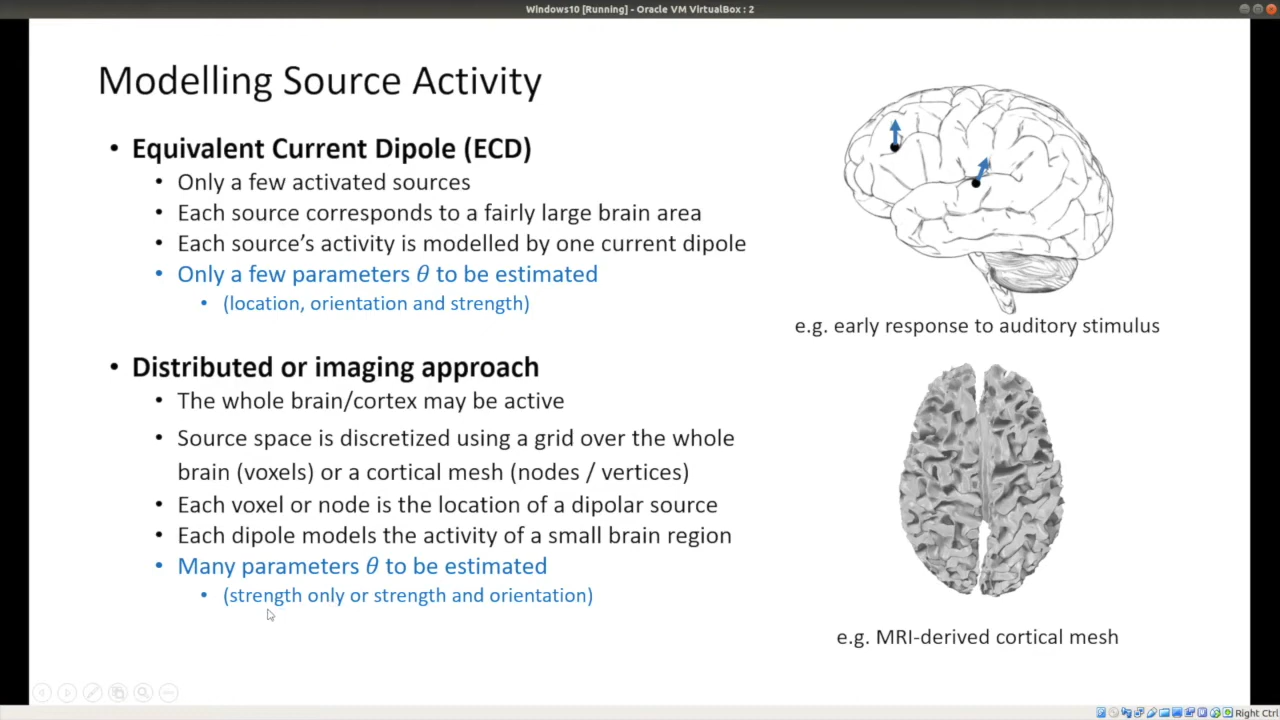 Windows10 [Running] - Oracle VM VirtualBox : 2
Modelling Source Activity
• Equivalent Current Dipole (ECD)
• Only a few activated sources
• Each source corresponds to a fairly large brain area
• Each source’s activity is modelled by one current dipole
• Only a few parameters θ to be estimated
• (location, orientation and strength)
e.g. early response to auditory stimulus
• Distributed or imaging approach
• The whole brain/cortex may be active
• Source space is discretized using a grid over the whole
brain (voxels) or a cortical mesh (nodes / vertices)
• Each voxel or node is the location of a dipolar source
• Each dipole models the activity of a small brain region
• Many parameters θ to be estimated
• (strength only or strength and orientation)
e.g. MRI-derived cortical mesh
Right Ctrl